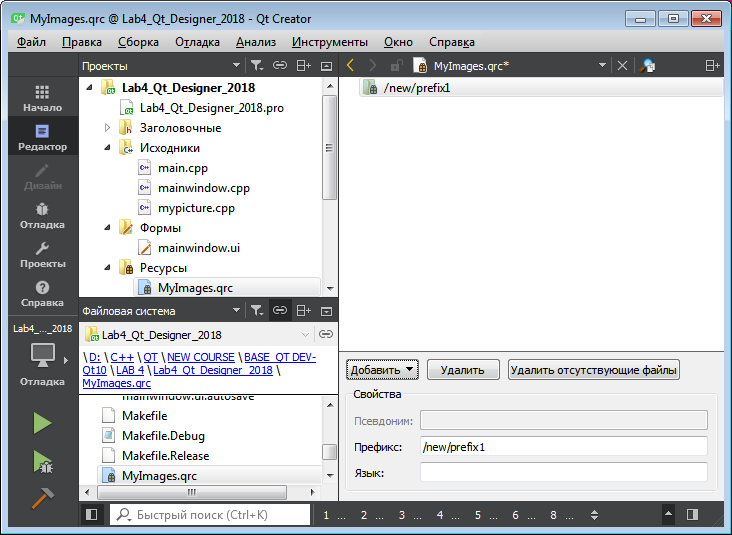 MyImages.qrc @ Lab4_Qt_Designer_2018 - Qt Creator
Файл Правка Сборка Отладка Анализ Инструменты Окно Справка
Проекты
MyImages.qrc*
Начало
Редактор
Дизайн
Отладка
Проекты
Справка
Lab4_..._2018
Отладка
Lab4_Qt_Designer_2018
Lab4_Qt_Designer_2018.pro
Заголовочные
Исходники
main.cpp
mainwindow.cpp
mypicture.cpp
Формы
mainwindow.ui
Ресурсы
MyImages.qrc
Файловая система
Lab4_Qt_Designer_2018
\D: \C++ \QT \NEW COURSE \BASE_QT DEV-
Qt10 \LAB 4 \Lab4_Qt_Designer_2018 \
MyImages.qrc
mainwindow.ui.autosave
Makefile
Makefile.Debug
Makefile.Release
MyImages.qrc
/new/prefix1
Добавить Удалить Удалить отсутствующие файлы
Свойства
Псевдоним:
Префикс: /new/prefix1
Язык:
Быстрый поиск (Ctrl+K) 1 ... 2 ... 3 ... 4 ... 5 ... 6 ... 8 ...